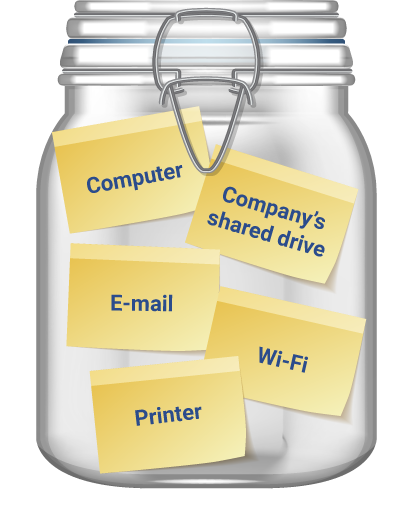 Computer
Company's
shared drive
E-mail
Wi-Fi
Printer